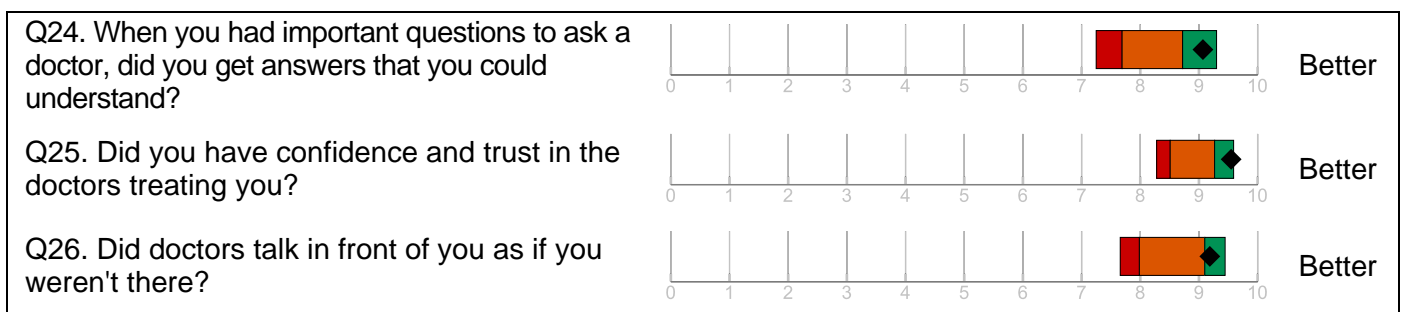 Q24. When you had important questions to ask a
doctor, did you get answers that you could
understand?
0 1 2 3 4 5 6 7 8 9 10
Better
Q25. Did you have confidence and trust in the
doctors treating you?
0 1 2 3 4 5 6 7 8 9 10
Better
Q26. Did doctors talk in front of you as if you
weren't there?
0 1 2 3 4 5 6 7 8 9 10
Better